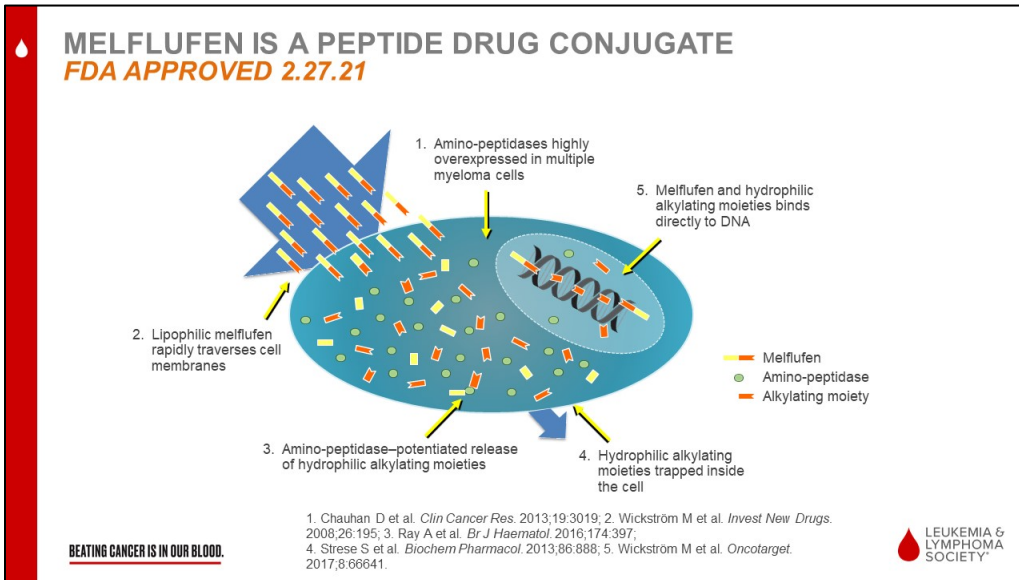 MELFLUFEN IS A PEPTIDE DRUG CONJUGATE
FDA APPROVED 2.27.21
1. Amino-peptidases highly
overexpressed in multiple
myeloma cells
5. Melflufen and hydrophilic
alkylating moieties binds
directly to DNA
2. Lipophilic melflufen
rapidly traverses cell
membranes
Melflufen
Amino-peptidase
Alkylating moiety
3. Amino-peptidase–potentiated release
of hydrophilic alkylating moieties
4. Hydrophilic alkylating
moieties trapped inside
the cell
1. Chauhan D et al. Clin Cancer Res. 2013;19:3019; 2. Wickström M et al. Invest New Drugs.
2008;26:195; 3. Ray A et al. Br J Haematol. 2016;174:397;
4. Strese S et al. Biochem Pharmacol. 2013;86:888; 5. Wickström M et al. Oncotarget.
2017;8:66641.
BEATING CANCER IS IN OUR BLOOD.
LEUKEMIA &
LYMPHOMA
SOCIETY®